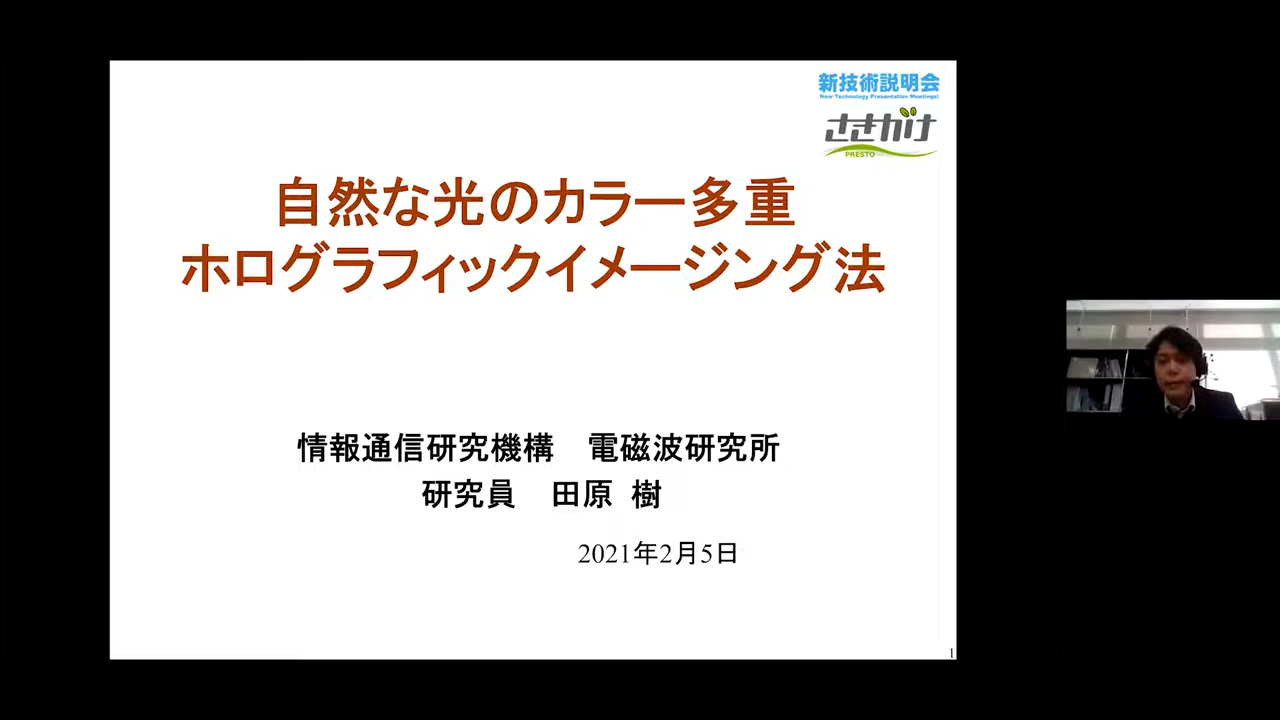 新技術説明会
New Technology Presentation Meetings!
さきがけ
PRESTO
自然な光のカラー多重
ホログラフィックイメージング法
情報通信研究機構　電磁波研究所
研究員　田原 樹
2021年2月5日
1